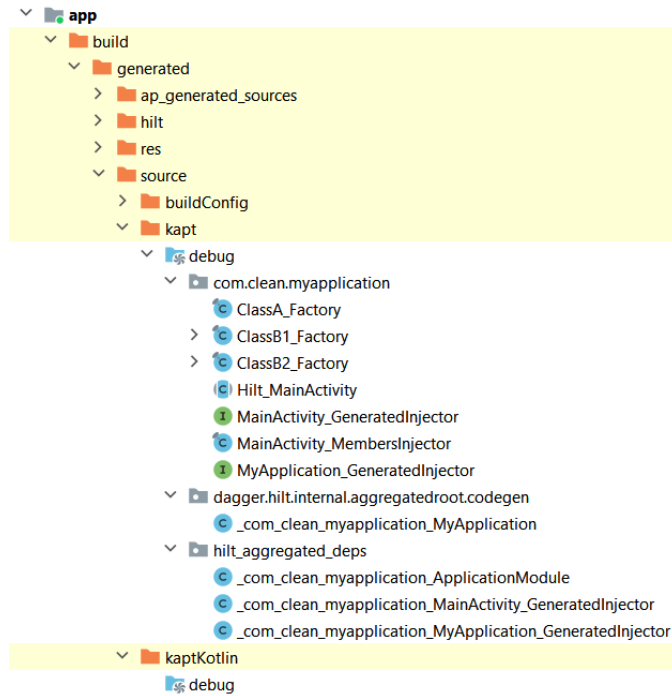 app
build
generated
ap_generated_sources
hilt
res
source
buildConfig
kapt
debug
com.clean.myapplication
ClassA_Factory
ClassB1_Factory
ClassB2_Factory
Hilt_MainActivity
MainActivity_GeneratedInjector
MainActivity_MembersInjector
MyApplication_GeneratedInjector
dagger.hilt.internal.aggregatedroot.codegen
_com_clean_myapplication_MyApplication
hilt_aggregated_deps
_com_clean_myapplication_ApplicationModule
_com_clean_myapplication_MainActivity_GeneratedInjector
_com_clean_myapplication_MyApplication_GeneratedInjector
kaptKotlin
debug